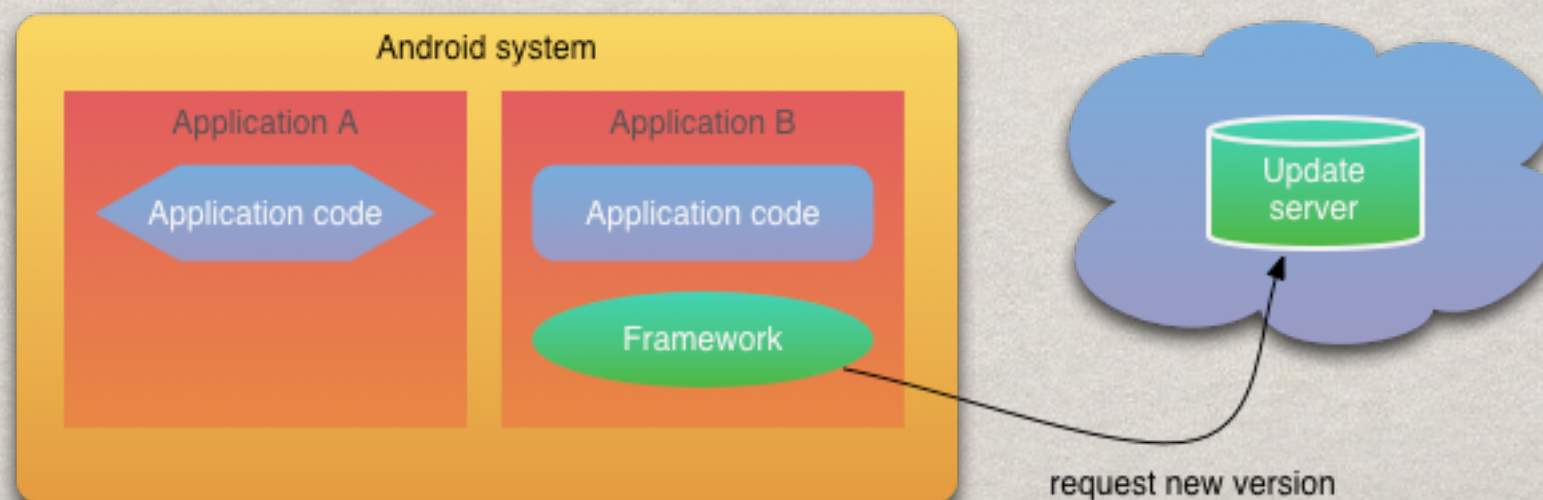 Android system
Application A
Application B
Application code
Application code
Framework
Update
server
request new version